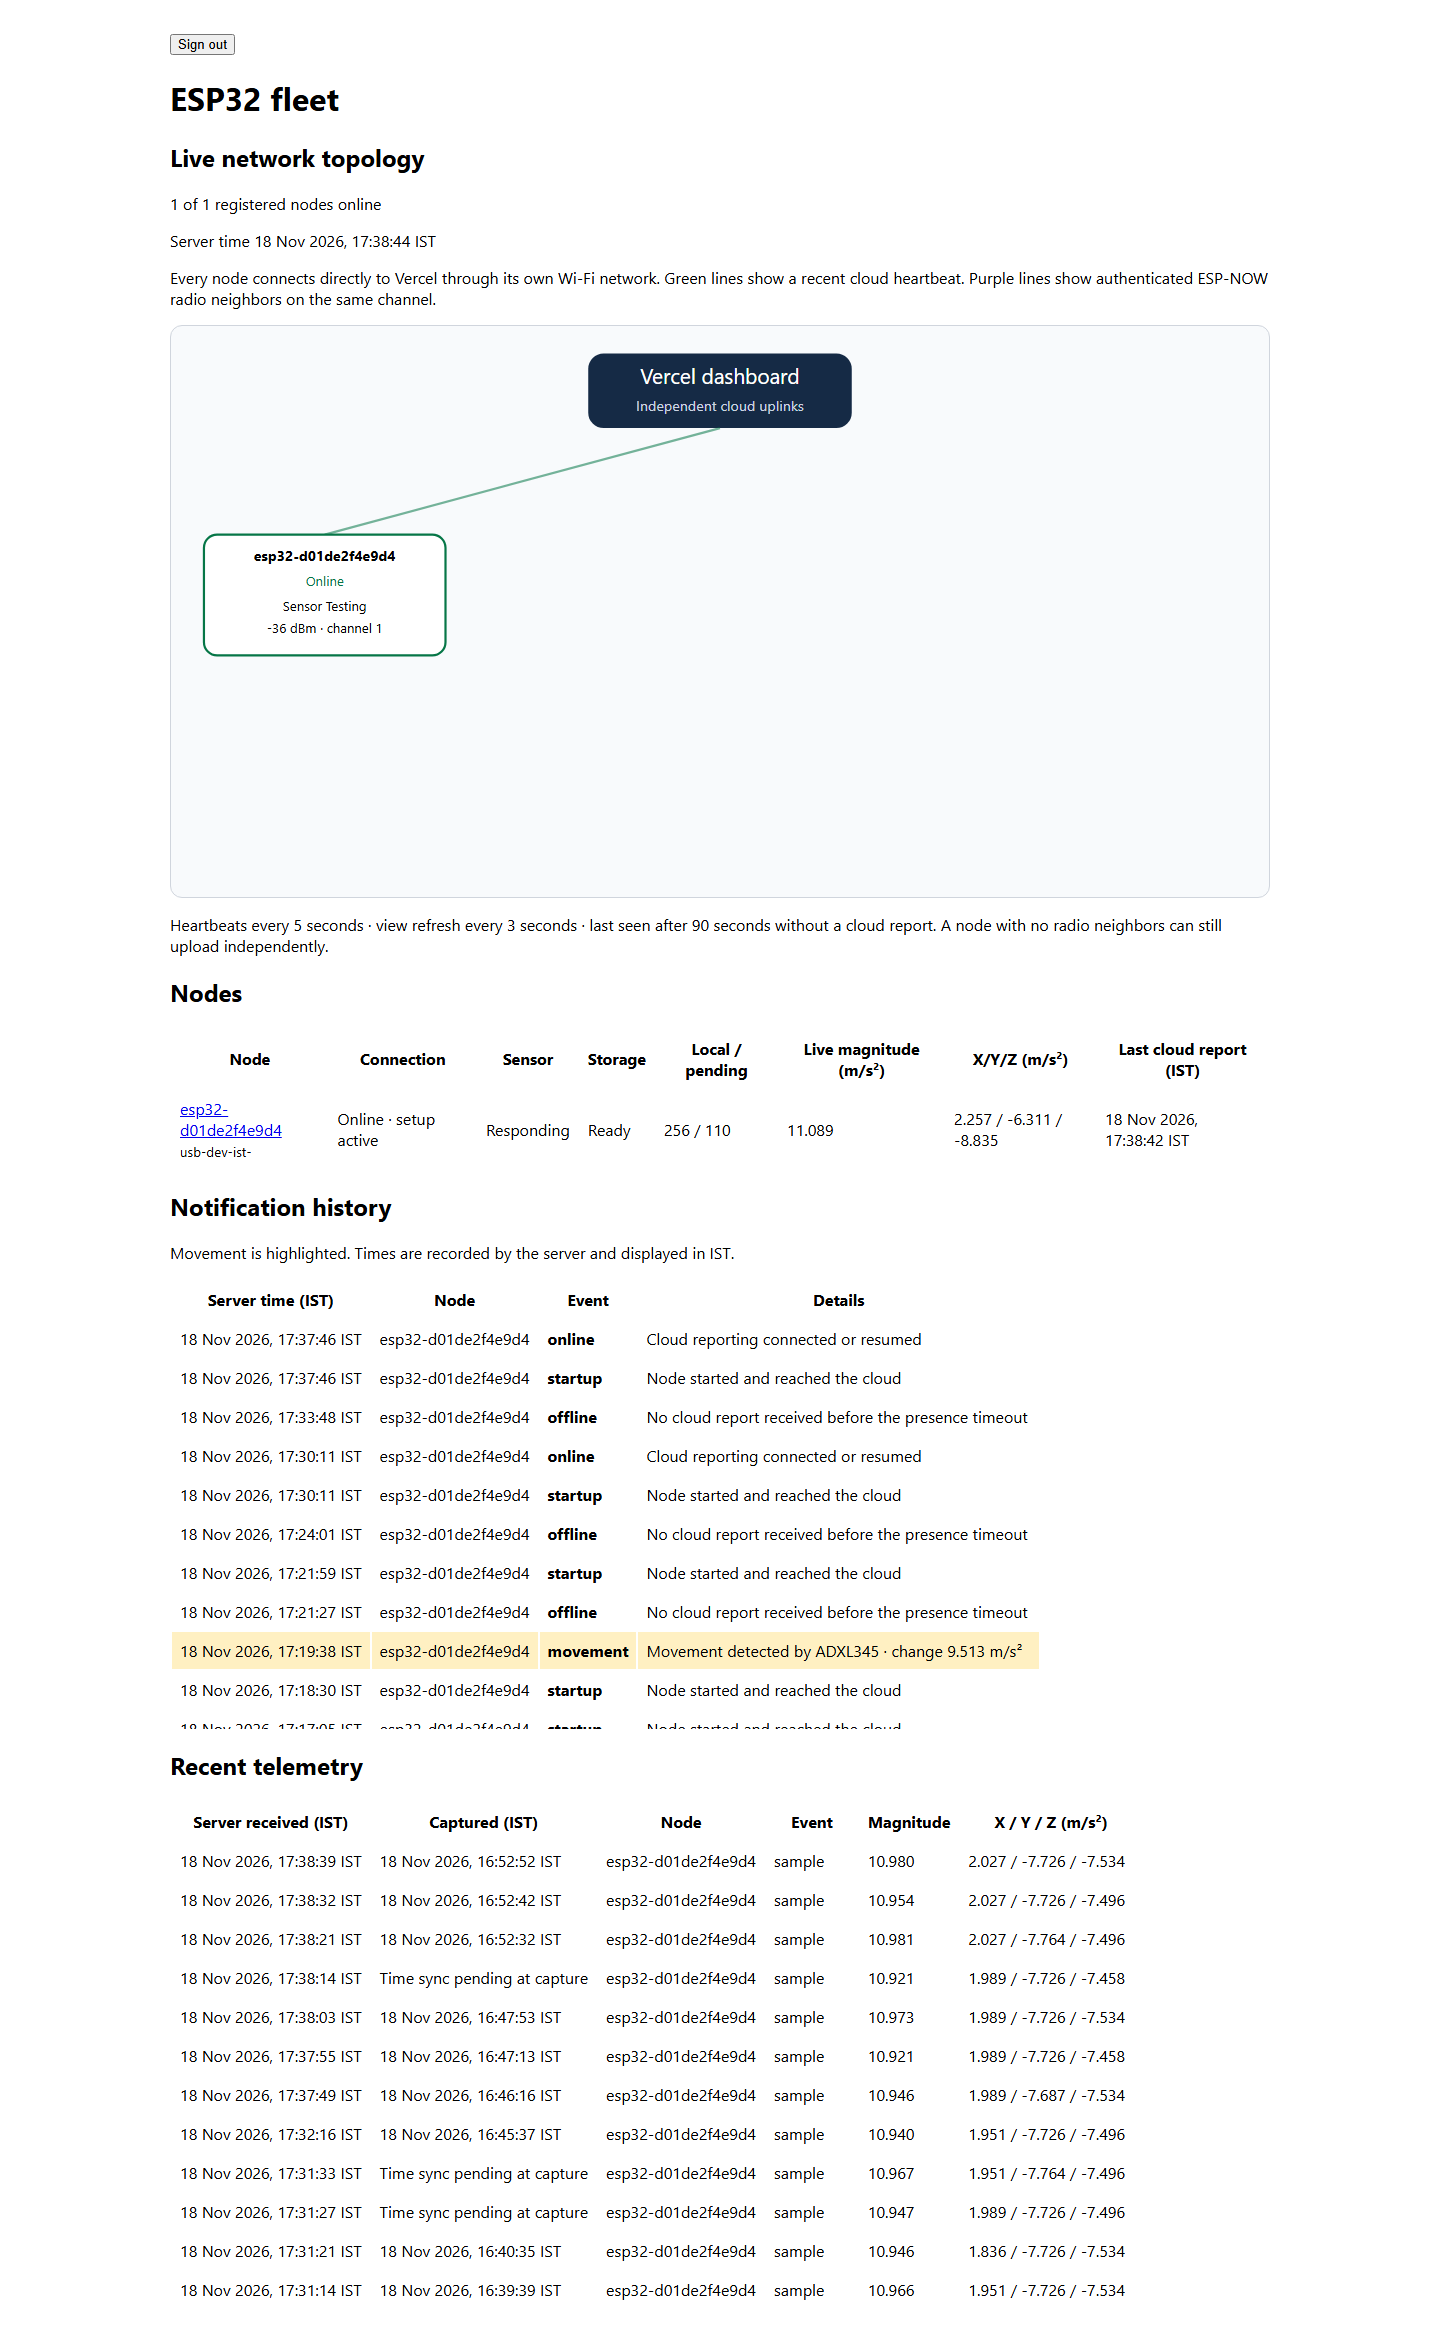 Sign out
ESP32 fleet
Live network topology
1 of 1 registered nodes online
Server time 18 Nov 2026, 17:38:44 IST
Every node connects directly to Vercel through its own Wi-Fi network. Green lines show a recent cloud heartbeat. Purple lines show authenticated ESP-NOW
radio neighbors on the same channel.
Vercel dashboard
Independent cloud uplinks
esp32-d01de2f4e9d4
Online
Sensor Testing
-36 dBm · channel 1
Heartbeats every 5 seconds · view refresh every 3 seconds · last seen after 90 seconds without a cloud report. A node with no radio neighbors can still
upload independently.
Nodes
Node Connection Sensor Storage Local / pending Live magnitude (m/s²) X/Y/Z (m/s²) Last cloud report (IST)
esp32-d01de2f4e9d4 usb-dev-ist- Online · setup active Responding Ready 256 / 110 11.089 2.257 / -6.311 / -8.835 18 Nov 2026, 17:38:42 IST
Notification history
Movement is highlighted. Times are recorded by the server and displayed in IST.
Server time (IST) Node Event Details
18 Nov 2026, 17:37:46 IST esp32-d01de2f4e9d4 online Cloud reporting connected or resumed
18 Nov 2026, 17:37:46 IST esp32-d01de2f4e9d4 startup Node started and reached the cloud
18 Nov 2026, 17:33:48 IST esp32-d01de2f4e9d4 offline No cloud report received before the presence timeout
18 Nov 2026, 17:30:11 IST esp32-d01de2f4e9d4 online Cloud reporting connected or resumed
18 Nov 2026, 17:30:11 IST esp32-d01de2f4e9d4 startup Node started and reached the cloud
18 Nov 2026, 17:24:01 IST esp32-d01de2f4e9d4 offline No cloud report received before the presence timeout
18 Nov 2026, 17:21:59 IST esp32-d01de2f4e9d4 startup Node started and reached the cloud
18 Nov 2026, 17:21:27 IST esp32-d01de2f4e9d4 offline No cloud report received before the presence timeout
18 Nov 2026, 17:19:38 IST esp32-d01de2f4e9d4 movement Movement detected by ADXL345 · change 9.513 m/s²
18 Nov 2026, 17:18:30 IST esp32-d01de2f4e9d4 startup Node started and reached the cloud
18 Nov 2026, 17:17:05 IST esp32-d01de2f4e9d4 startup Node started and reached the cloud
Recent telemetry
Server received (IST) Captured (IST) Node Event Magnitude X / Y / Z (m/s²)
18 Nov 2026, 17:38:39 IST 18 Nov 2026, 16:52:52 IST esp32-d01de2f4e9d4 sample 10.980 2.027 / -7.726 / -7.534
18 Nov 2026, 17:38:32 IST 18 Nov 2026, 16:52:42 IST esp32-d01de2f4e9d4 sample 10.954 2.027 / -7.726 / -7.496
18 Nov 2026, 17:38:21 IST 18 Nov 2026, 16:52:32 IST esp32-d01de2f4e9d4 sample 10.981 2.027 / -7.764 / -7.496
18 Nov 2026, 17:38:14 IST Time sync pending at capture esp32-d01de2f4e9d4 sample 10.921 1.989 / -7.726 / -7.458
18 Nov 2026, 17:38:03 IST 18 Nov 2026, 16:47:53 IST esp32-d01de2f4e9d4 sample 10.973 1.989 / -7.726 / -7.534
18 Nov 2026, 17:37:55 IST 18 Nov 2026, 16:47:13 IST esp32-d01de2f4e9d4 sample 10.921 1.989 / -7.726 / -7.458
18 Nov 2026, 17:37:49 IST 18 Nov 2026, 16:46:16 IST esp32-d01de2f4e9d4 sample 10.946 1.989 / -7.687 / -7.534
18 Nov 2026, 17:32:16 IST 18 Nov 2026, 16:45:37 IST esp32-d01de2f4e9d4 sample 10.940 1.951 / -7.726 / -7.496
18 Nov 2026, 17:31:33 IST Time sync pending at capture esp32-d01de2f4e9d4 sample 10.967 1.951 / -7.764 / -7.496
18 Nov 2026, 17:31:27 IST Time sync pending at capture esp32-d01de2f4e9d4 sample 10.947 1.989 / -7.726 / -7.496
18 Nov 2026, 17:31:21 IST 18 Nov 2026, 16:40:35 IST esp32-d01de2f4e9d4 sample 10.946 1.836 / -7.726 / -7.534
18 Nov 2026, 17:31:14 IST 18 Nov 2026, 16:39:39 IST esp32-d01de2f4e9d4 sample 10.966 1.951 / -7.726 / -7.534